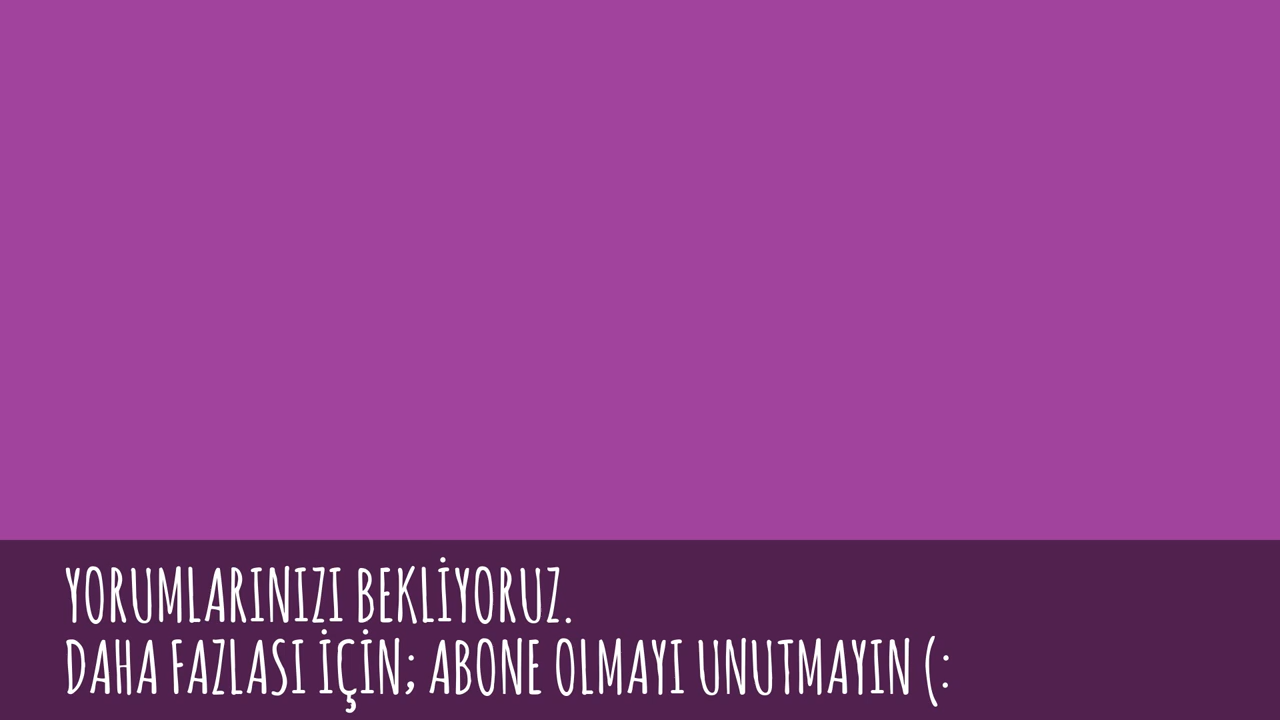 YORUMLARINIZI BEKLİYORUZ.
DAHA FAZLASI İÇİN; ABONE OLMAYI UNUTMAYIN (: